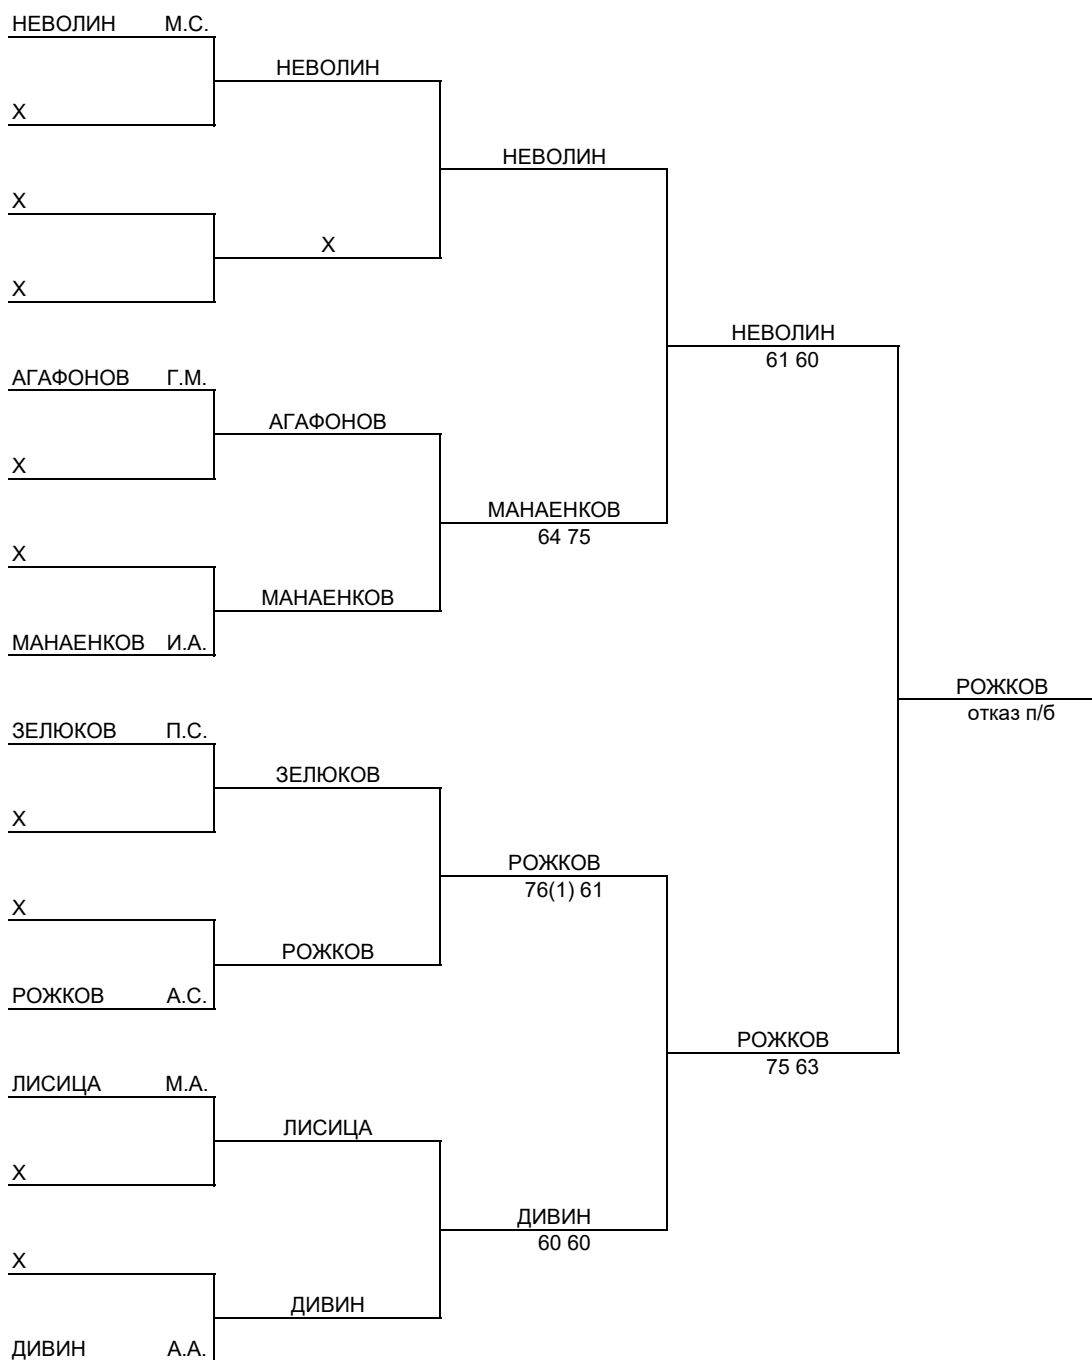 НЕВОЛИН М.С.
НЕВОЛИН
X
НЕВОЛИН
X
X
X
НЕВОЛИН
61 60
АГАФОНОВ Г.М.
АГАФОНОВ
X
МАНАЕНКОВ
64 75
X
МАНАЕНКОВ
МАНАЕНКОВ И.А.
РОЖКОВ
отказ п/б
ЗЕЛЮКОВ П.С.
ЗЕЛЮКОВ
X
РОЖКОВ
76(1) 61
X
РОЖКОВ
РОЖКОВ А.С.
РОЖКОВ
75 63
ЛИСИЦА М.А.
ЛИСИЦА
X
ДИВИН
60 60
X
ДИВИН
ДИВИН А.А.